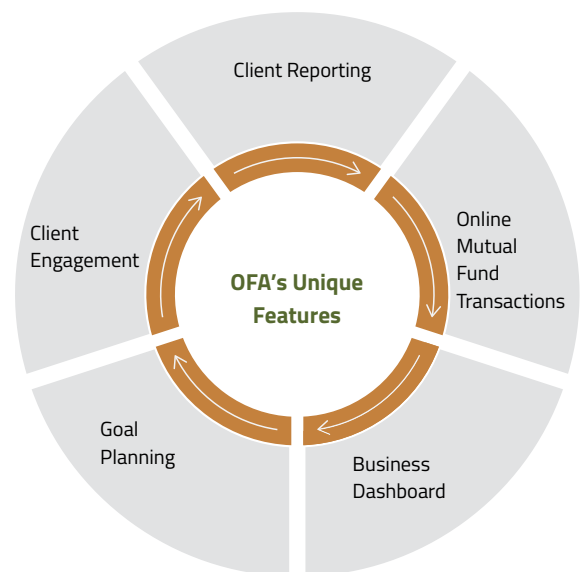 Client Reporting
Online
Mutual
Fund
Transactions
Business
Dashboard
Goal
Planning
Client
Engagement
OFA’s Unique
Features